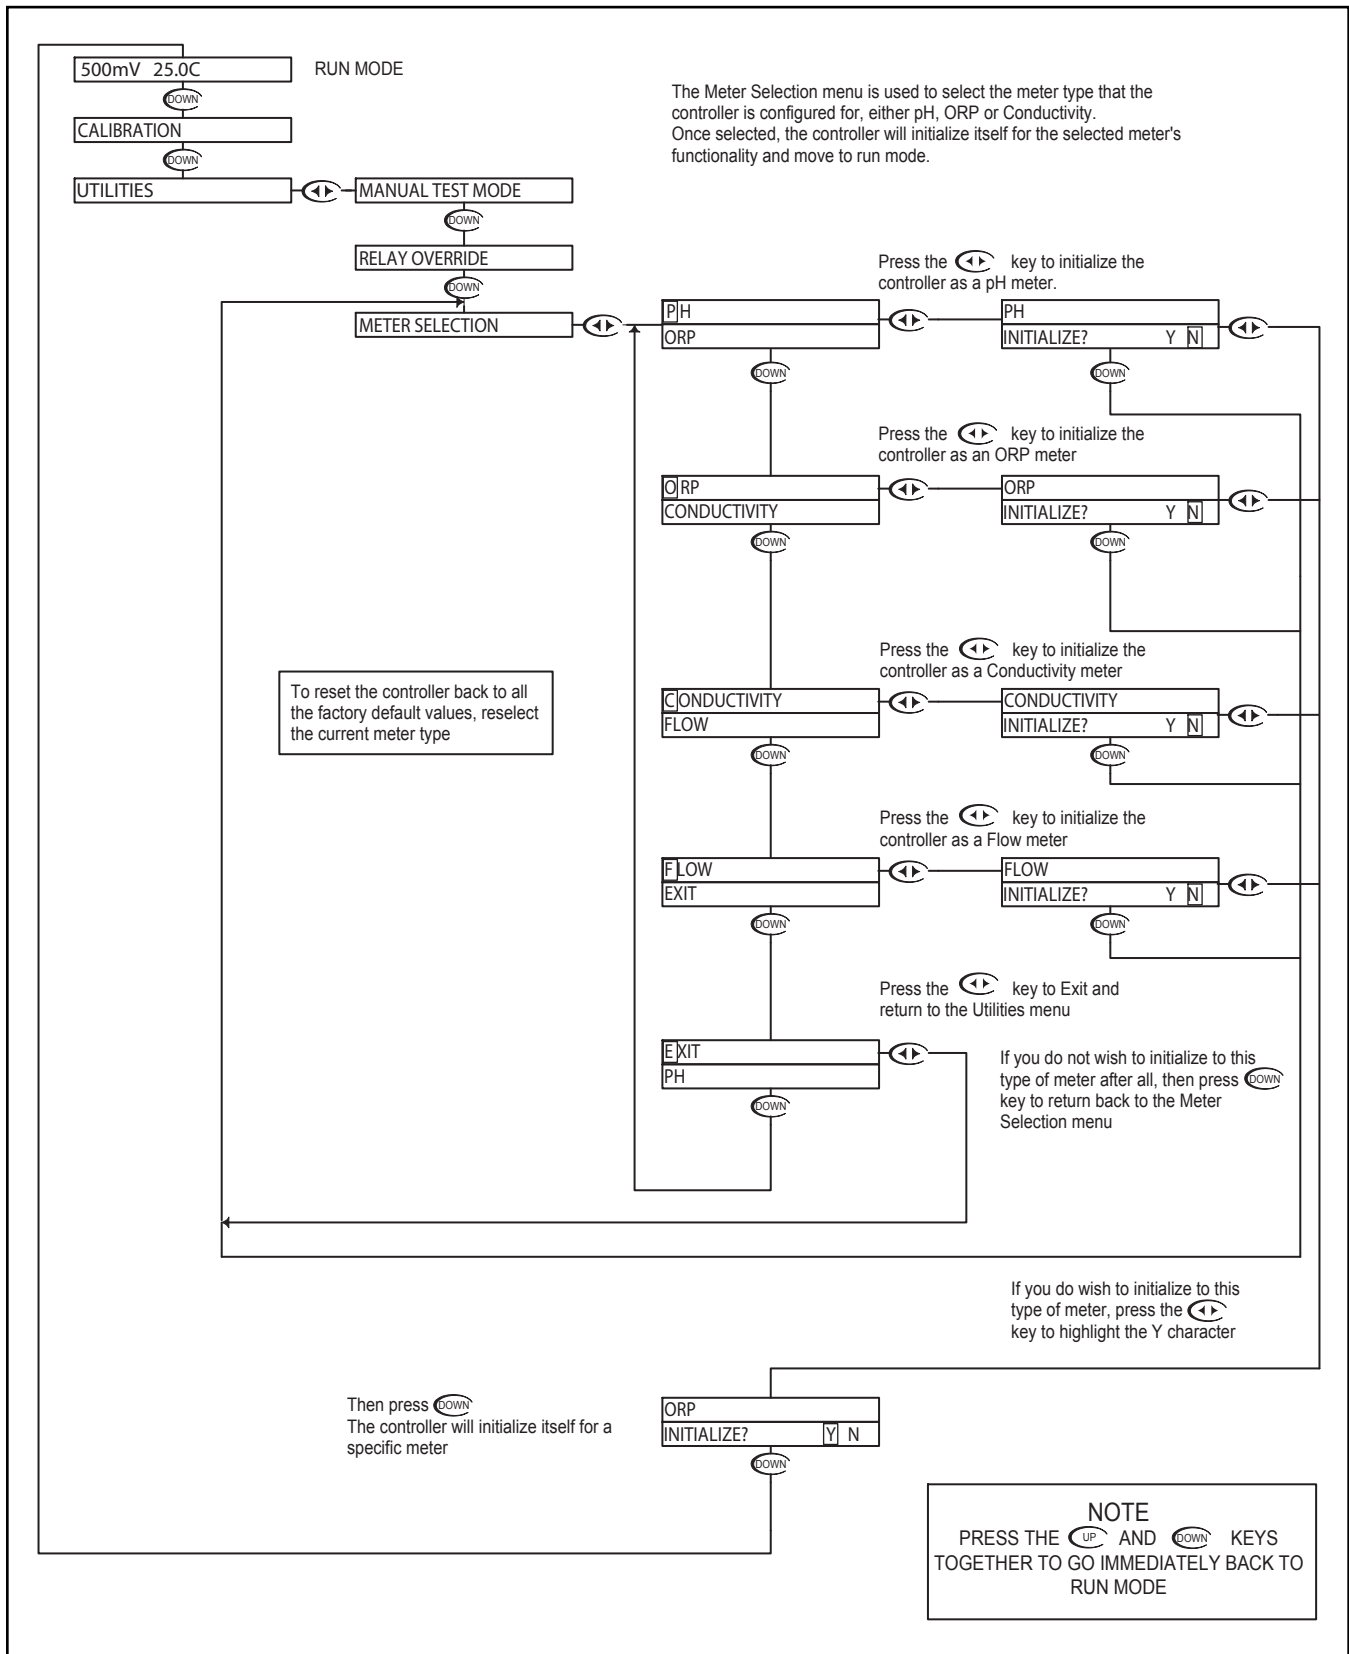 500mV 25.0C
RUN MODE
DOWN
CALIBRATION
DOWN
UTILITIES
MANUAL TEST MODE
DOWN
RELAY OVERRIDE
DOWN
METER SELECTION
The Meter Selection menu is used to select the meter type that the
controller is configured for, either pH, ORP or Conductivity.
Once selected, the controller will initialize itself for the selected meter's
functionality and move to run mode.
Press the key to initialize the
controller as a pH meter.
PH
ORP
DOWN
PH
INITIALIZE? Y N
DOWN
Press the key to initialize the
controller as an ORP meter
ORP
CONDUCTIVITY
DOWN
ORP
INITIALIZE? Y N
DOWN
To reset the controller back to all
the factory default values, reselect
the current meter type
Press the key to initialize the
controller as a Conductivity meter
CONDUCTIVITY
FLOW
DOWN
CONDUCTIVITY
INITIALIZE? Y N
DOWN
Press the key to initialize the
controller as a Flow meter
FLOW
EXIT
DOWN
FLOW
INITIALIZE? Y N
DOWN
Press the key to Exit and
return to the Utilities menu
EXIT
PH
DOWN
If you do not wish to initialize to this
type of meter after all, then press DOWN
key to return back to the Meter
Selection menu
If you do wish to initialize to this
type of meter, press the
key to highlight the Y character
Then press DOWN
The controller will initialize itself for a
specific meter
ORP
INITIALIZE? Y N
DOWN
NOTE
PRESS THE UP AND DOWN KEYS
TOGETHER TO GO IMMEDIATELY BACK TO
RUN MODE